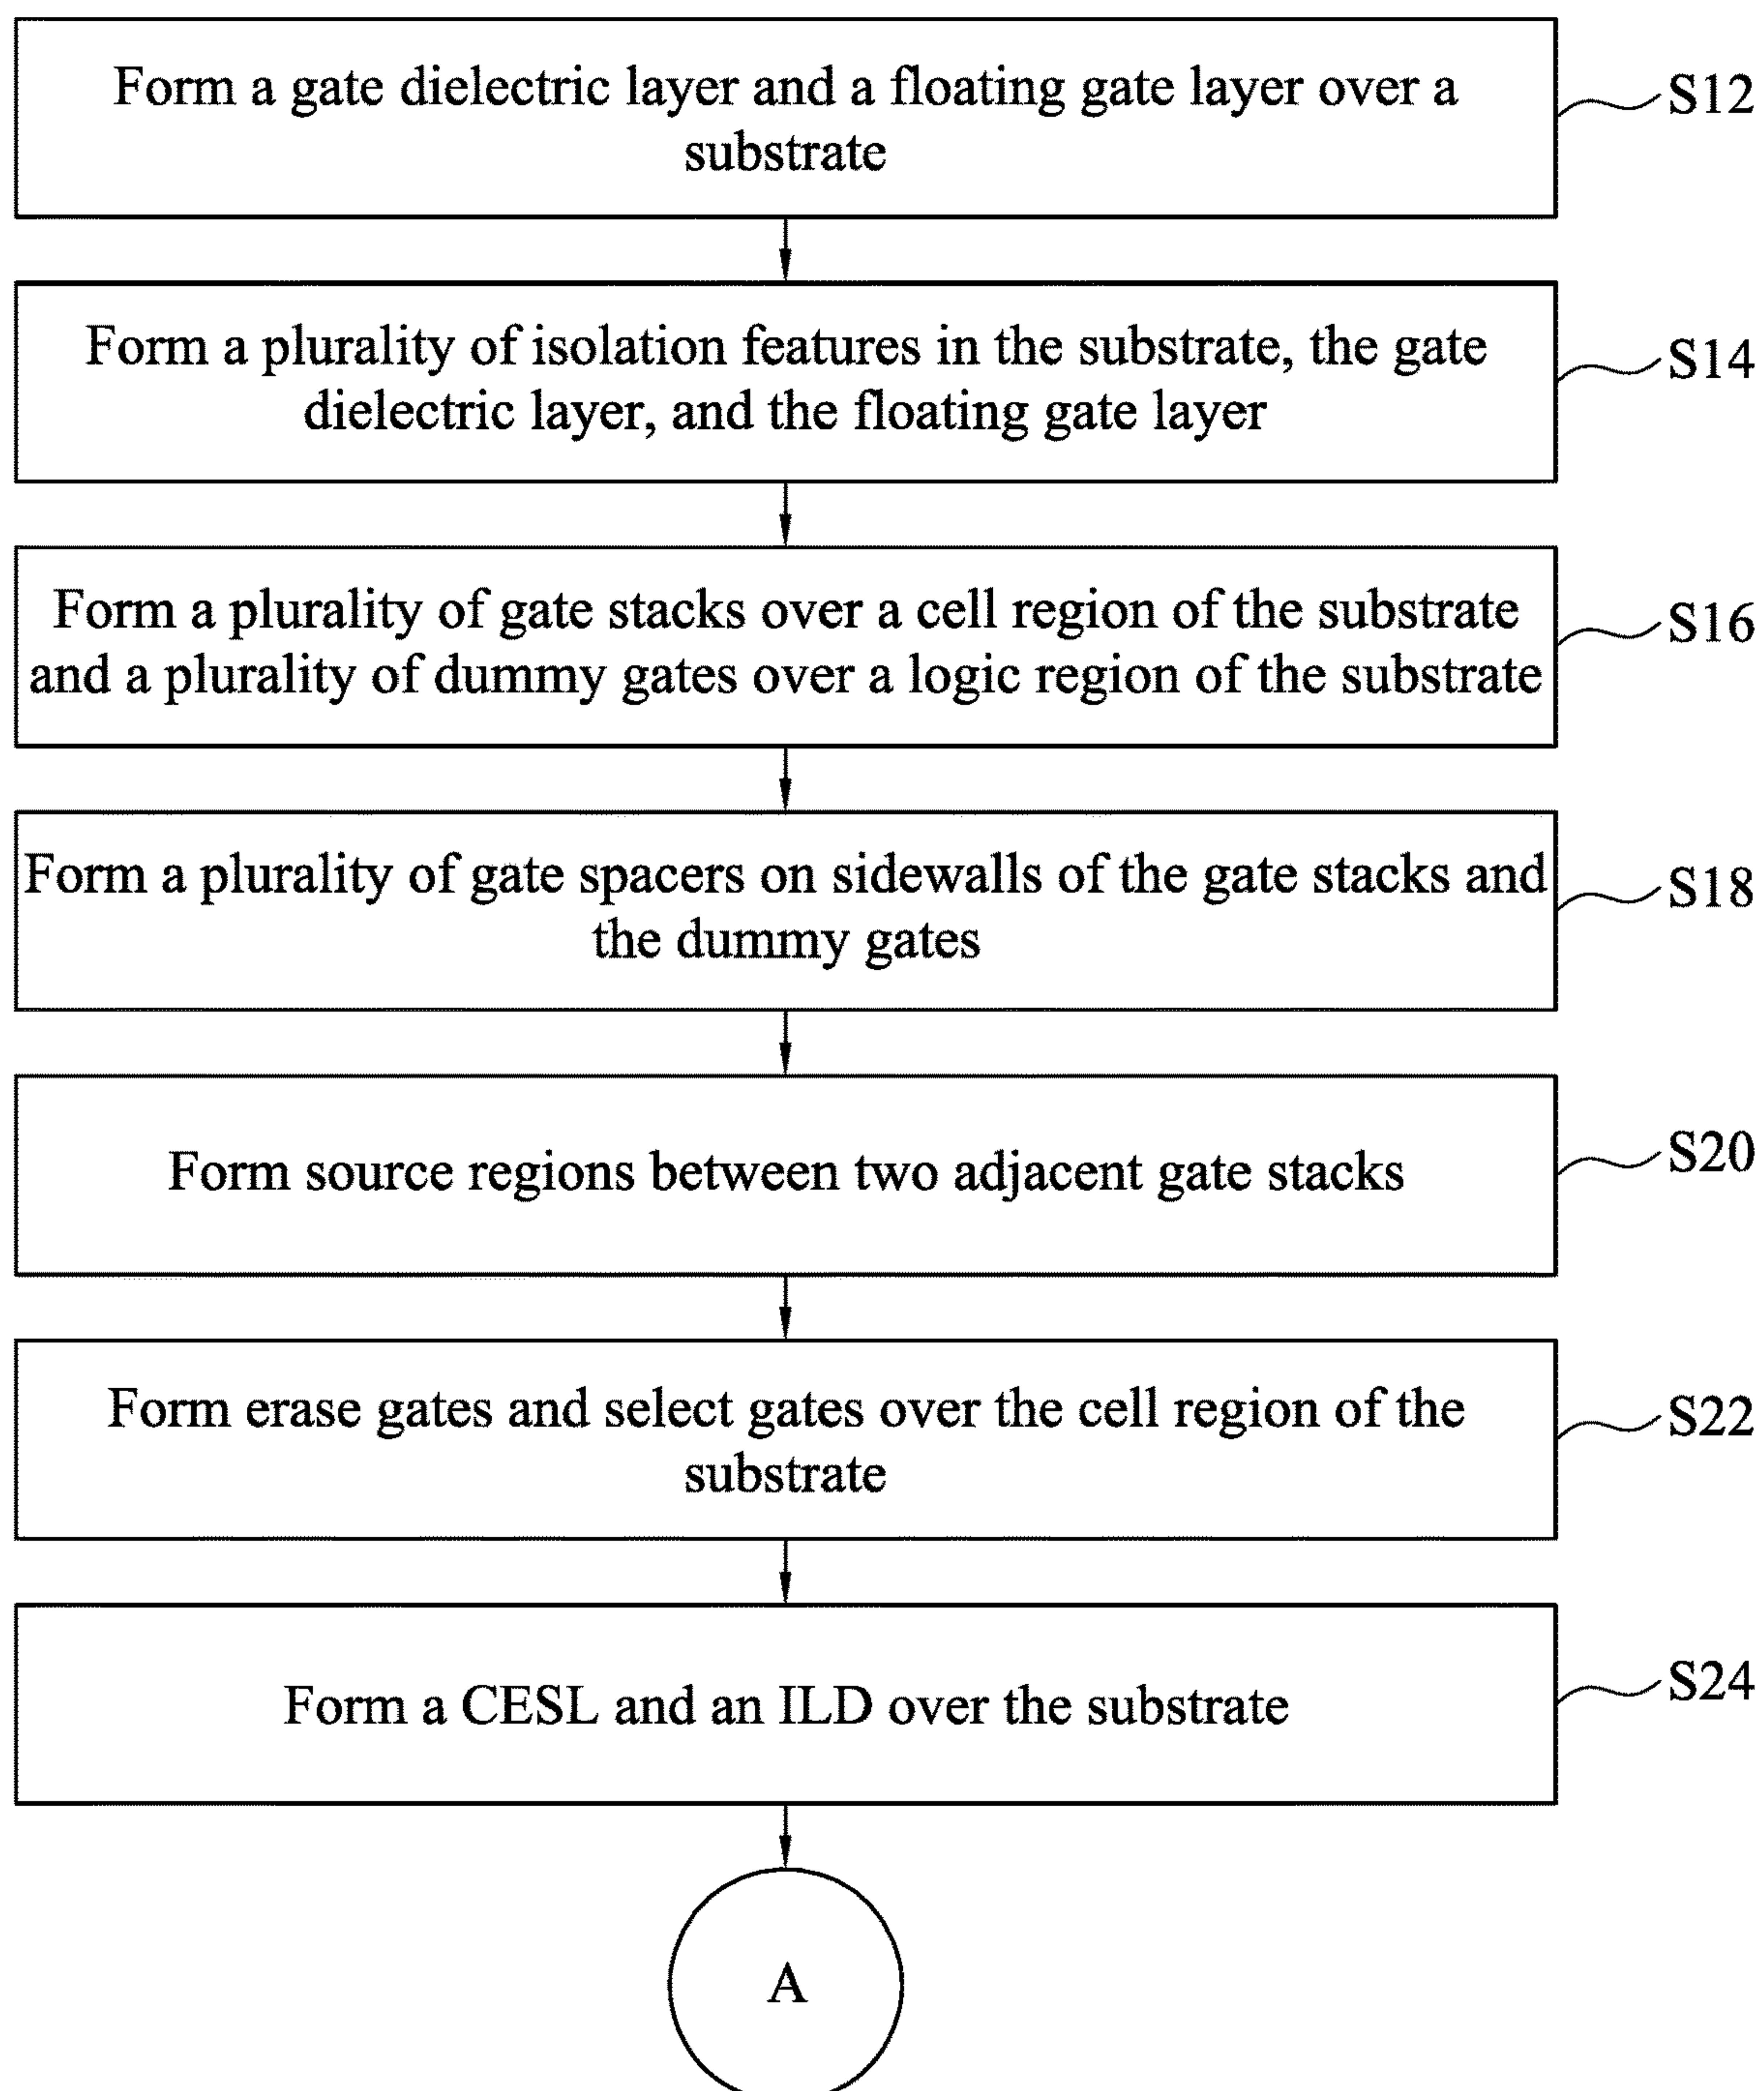 Form a gate dielectric layer and a floating gate layer over a
substrate
S12
Form a plurality of isolation features in the substrate, the gate
dielectric layer, and the floating gate layer
S14
Form a plurality of gate stacks over a cell region of the substrate
and a plurality of dummy gates over a logic region of the substrate
S16
Form a plurality of gate spacers on sidewalls of the gate stacks and
the dummy gates
S18
Form source regions between two adjacent gate stacks
S20
Form erase gates and select gates over the cell region of the
substrate
S22
Form a CESL and an ILD over the substrate
S24
A